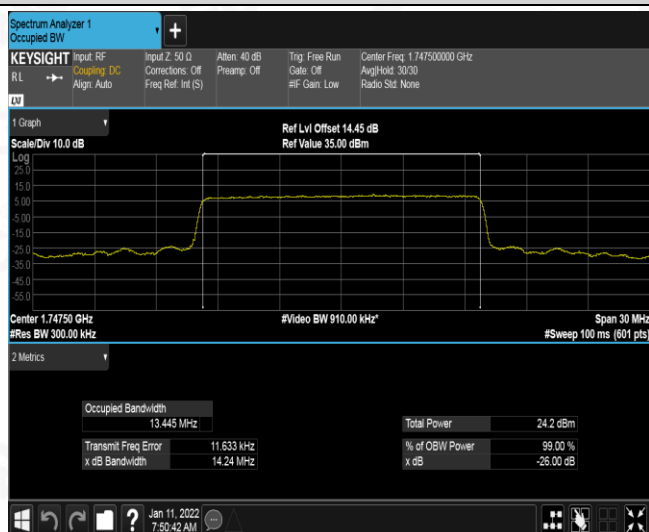 Spectrum Analyzer 1
Occupied BW
+
KEYSIGHT
RL
LXI
Input: RF
Coupling: DC
Align: Auto
Input Z: 50 Ω
Corrections: Off
Freq Ref: Int (S)
Atten: 40 dB
Preamp: Off
Trig: Free Run
Gate: Off
#IF Gain: Low
Center Freq: 1.747500000 GHz
Avg|Hold: 30/30
Radio Std: None
1 Graph
Scale/Div 10.0 dB
Ref Lvl Offset 14.45 dB
Ref Value 35.00 dBm
Log
25.0
15.0
5.00
-5.00
-15.0
-25.0
-35.0
-45.0
-55.0
Center 1.74750 GHz
#Res BW 300.00 kHz
#Video BW 910.00 kHz*
Span 30 MHz
#Sweep 100 ms (601 pts)
2 Metrics
Occupied Bandwidth
13.445 MHz
Transmit Freq Error 11.633 kHz
x dB Bandwidth 14.24 MHz
Total Power 24.2 dBm
% of OBW Power 99.00 %
x dB -26.00 dB
?
Jan 11, 2022
7:50:42 AM